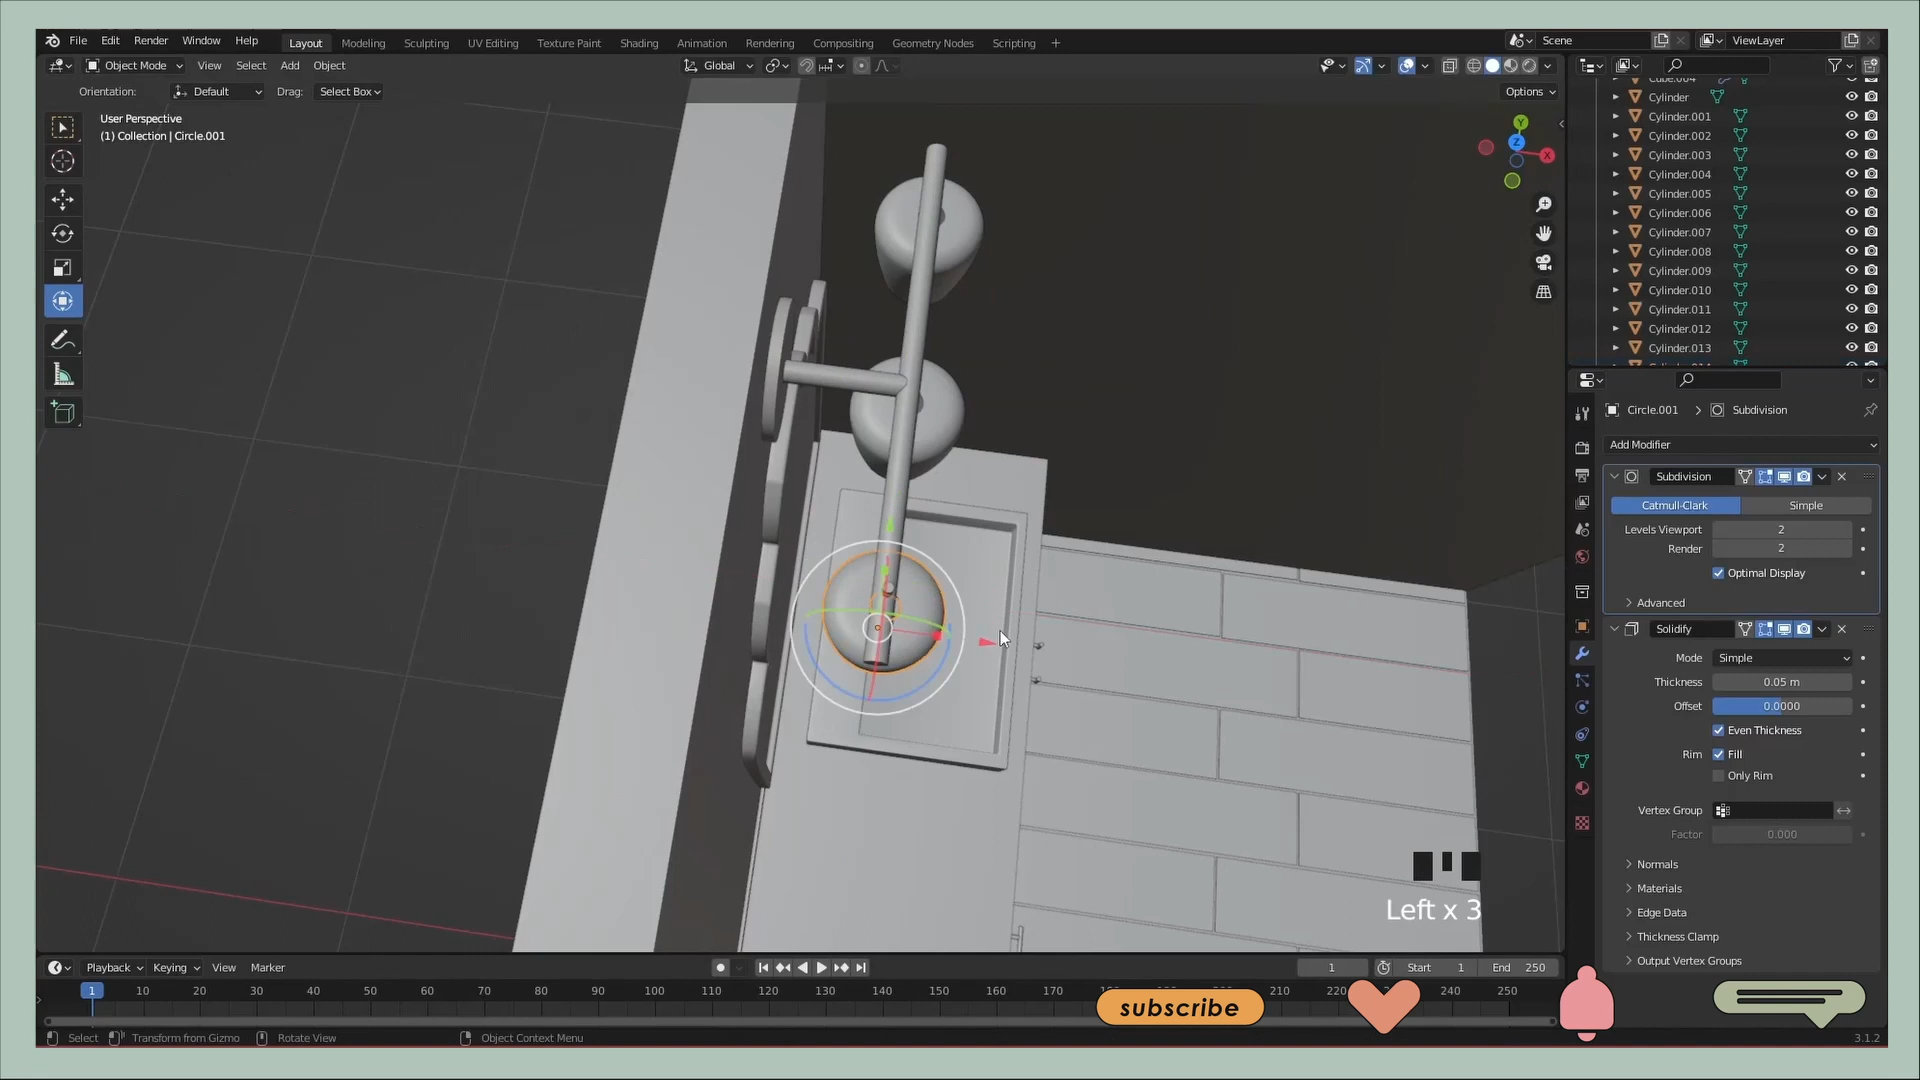 File Edit Render Window Help Layout Modeling Sculpting UV Editing Texture Paint Shading Animation Rendering Compositing Geometry Nodes Scripting + Scene ViewLayer
Object Mode View Select Add Object Global
Orientation: Default Drag: Select Box Options
User Perspective
(1) Collection | Circle.001
Y
Z
X
Cube.004
Cylinder
Cylinder.001
Cylinder.002
Cylinder.003
Cylinder.004
Cylinder.005
Cylinder.006
Cylinder.007
Cylinder.008
Cylinder.009
Cylinder.010
Cylinder.011
Cylinder.012
Cylinder.013
Circle.001 > Subdivision
Add Modifier
Subdivision
Catmull-Clark Simple
Levels Viewport 2
Render 2
Optimal Display
Advanced
Solidify
Mode Simple
Thickness 0.05 m
Offset 0.0000
Even Thickness
Rim Fill
Only Rim
Vertex Group
Factor 0.000
Normals
Materials
Edge Data
Thickness Clamp
Output Vertex Groups
Left x 3
Playback Keying View Marker 1 Start 1 End 250
1 10 20 30 40 50 60 70 80 90 100 110 120 130 140 150 160 170 180 190 200 210 220 230 240 250
subscribe
Select Transform from Gizmo Rotate View Object Context Menu 3.1.2